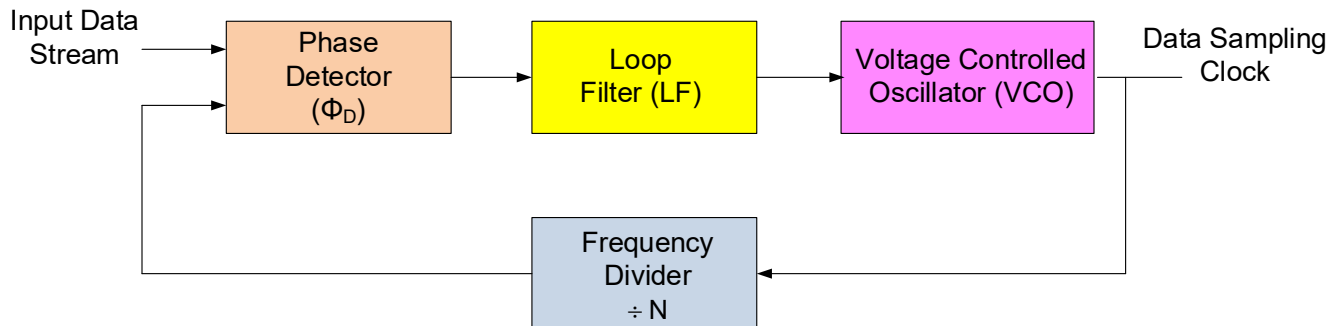 Input Data
Stream
Phase
Detector
(ΦD)
Loop
Filter (LF)
Voltage Controlled
Oscillator (VCO)
Data Sampling
Clock
Frequency
Divider
÷ N